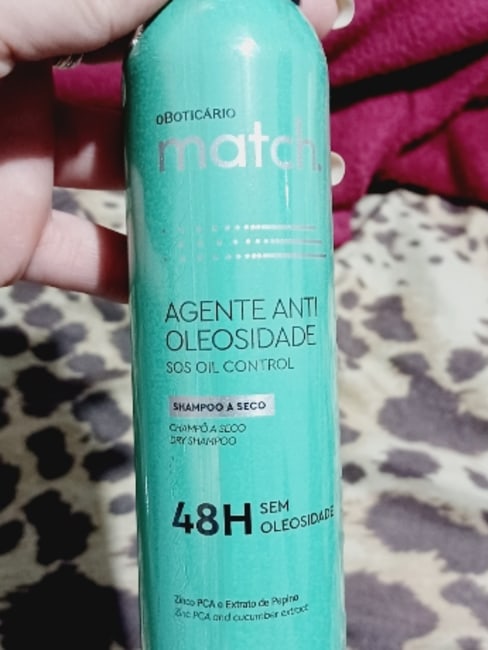 oBOTICÁRIO
match.
AGENTE ANTI
OLEOSIDADE
SOS OIL CONTROL
SHAMPOO A SECO
CHAMPÔ A SECO
DRY SHAMPOO
48H SEM
OLEOSIDADE
Zinco PCA e Extrato de Pepino
Zinc PCA and cucumber extract